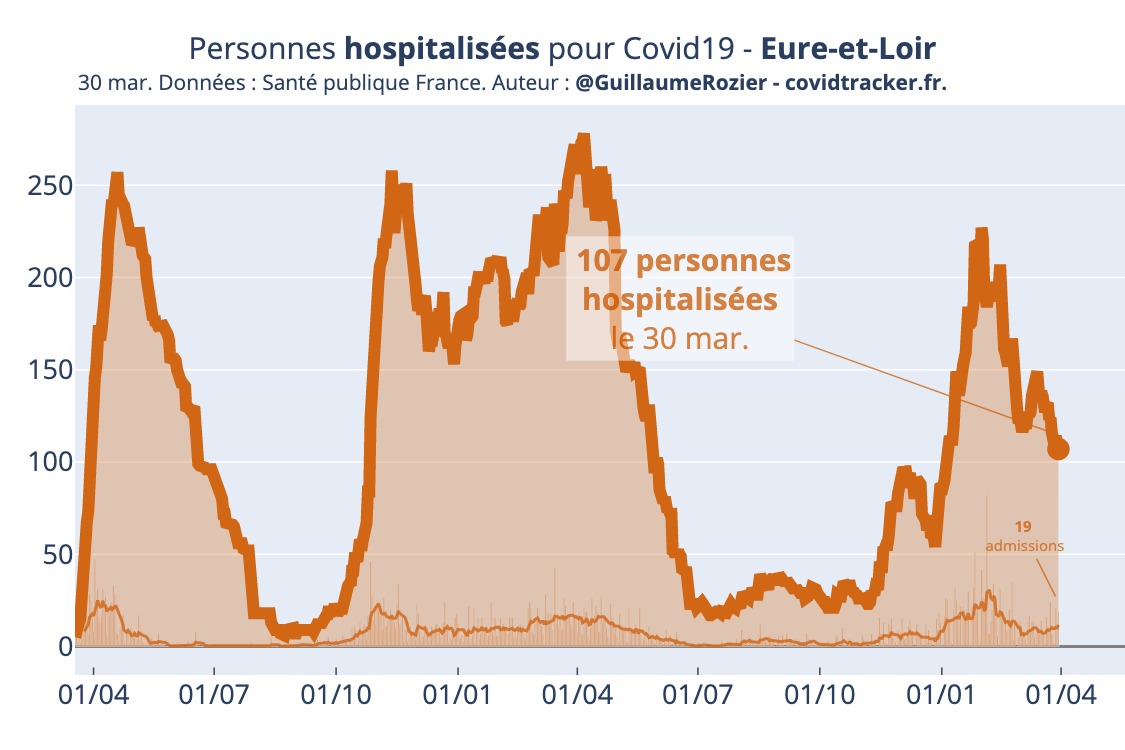 Personnes hospitalisées pour Covid19 - Eure-et-Loir
30 mar. Données : Santé publique France. Auteur : @GuillaumeRozier - covidtracker.fr.
250
200
150
100
50
0
107 personnes
hospitalisées
le 30 mar.
19
admissions
01/04 01/07 01/10 01/01 01/04 01/07 01/10 01/01 01/04